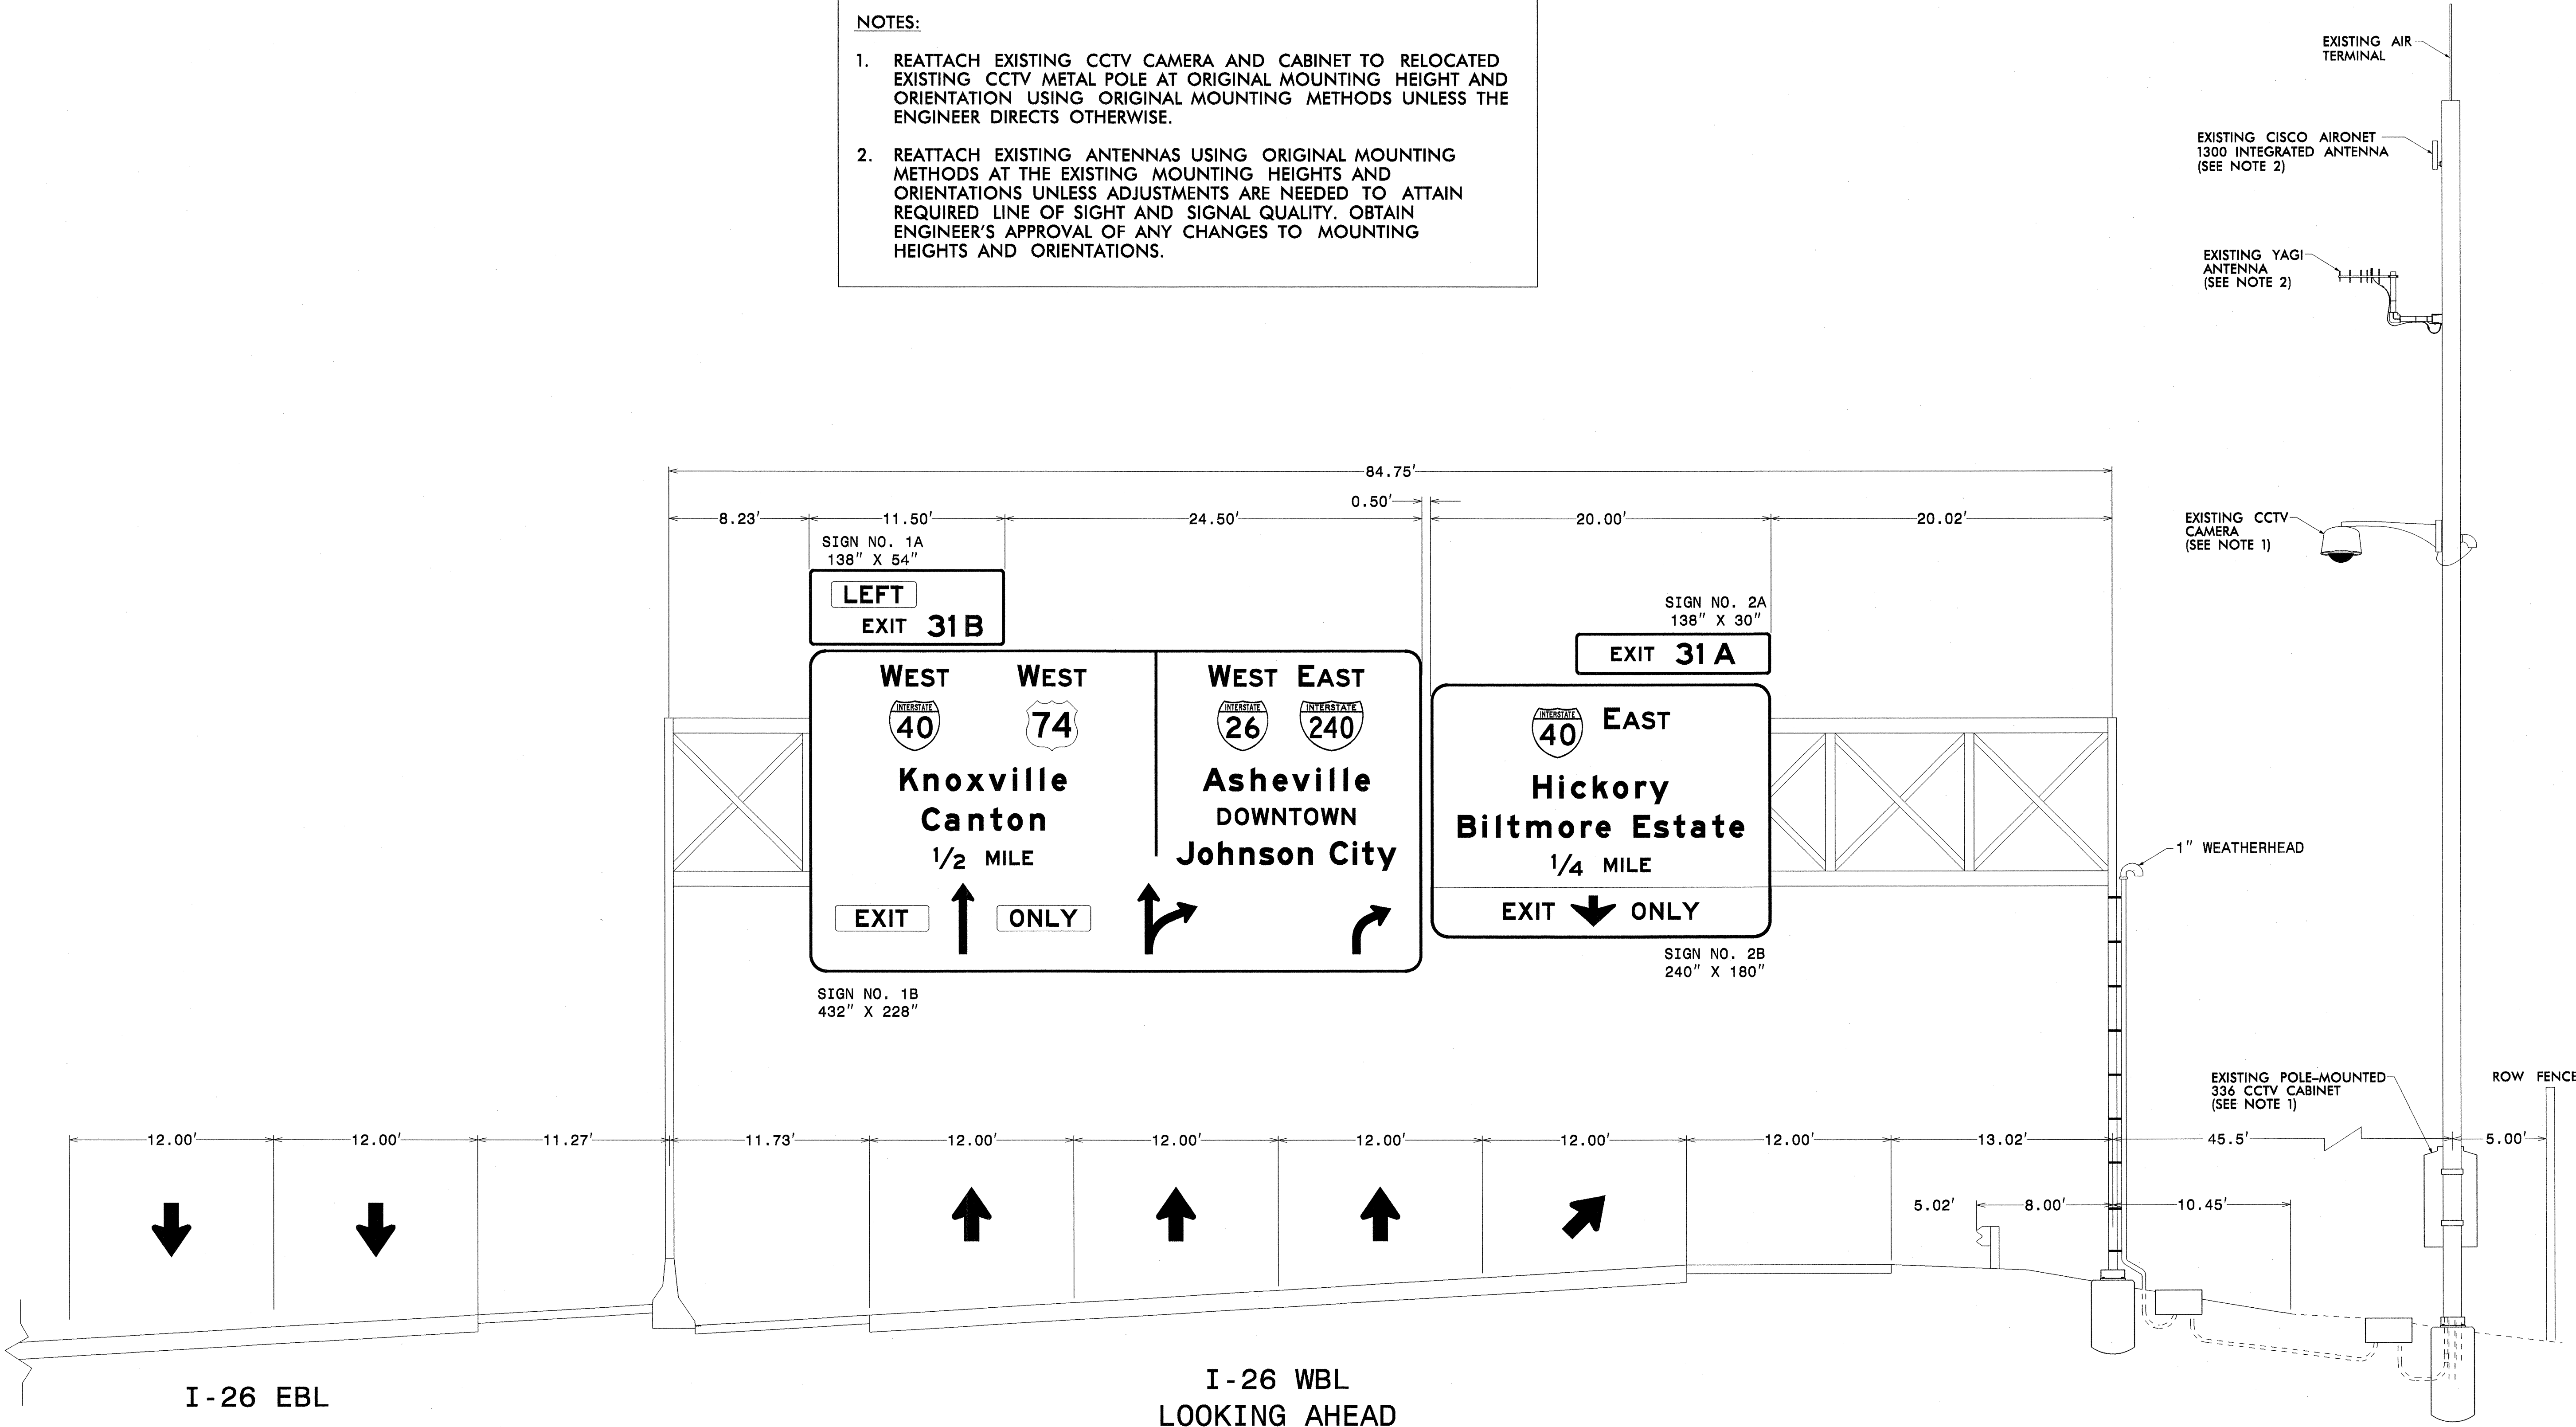 NOTES:
1. REATTACH EXISTING CCTV CAMERA AND CABINET TO RELOCATED
EXISTING CCTV METAL POLE AT ORIGINAL MOUNTING HEIGHT AND
ORIENTATION USING ORIGINAL MOUNTING METHODS UNLESS THE
ENGINEER DIRECTS OTHERWISE.
2. REATTACH EXISTING ANTENNAS USING ORIGINAL MOUNTING
METHODS AT THE EXISTING MOUNTING HEIGHTS AND
ORIENTATIONS UNLESS ADJUSTMENTS ARE NEEDED TO ATTAIN
REQUIRED LINE OF SIGHT AND SIGNAL QUALITY. OBTAIN
ENGINEER'S APPROVAL OF ANY CHANGES TO MOUNTING
HEIGHTS AND ORIENTATIONS.
EXISTING AIR
TERMINAL
EXISTING CISCO AIRONET
1300 INTEGRATED ANTENNA
(SEE NOTE 2)
EXISTING YAGI
ANTENNA
(SEE NOTE 2)
EXISTING CCTV
CAMERA
(SEE NOTE 1)
84.75'
0.50'
8.23' 11.50' 24.50' 20.00' 20.02'
SIGN NO. 1A
138" X 54"
LEFT
EXIT 31B
SIGN NO. 2A
138" X 30"
EXIT 31A
WEST WEST
INTERSTATE
40
74
Knoxville
Canton
1/2 MILE
EXIT ONLY
WEST EAST
INTERSTATE
26
INTERSTATE
240
Asheville
DOWNTOWN
Johnson City
INTERSTATE
40
EAST
Hickory
Biltmore Estate
1/4 MILE
EXIT ONLY
SIGN NO. 2B
240" X 180"
SIGN NO. 1B
432" X 228"
1" WEATHERHEAD
EXISTING POLE-MOUNTED
336 CCTV CABINET
(SEE NOTE 1)
ROW FENCE
12.00' 12.00' 11.27' 11.73' 12.00' 12.00' 12.00' 12.00' 12.00' 13.02' 45.5' 5.00'
5.02' 8.00' 10.45'
I-26 EBL
I-26 WBL
LOOKING AHEAD